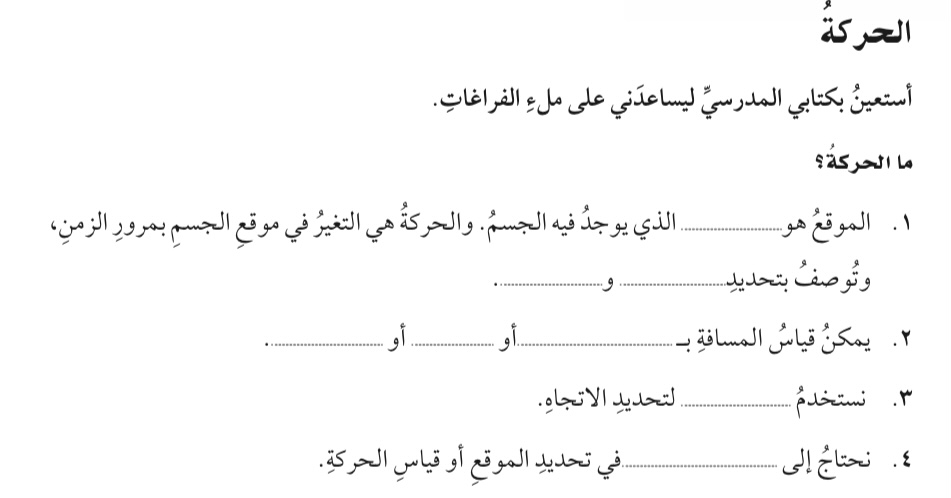 الحركةُ
أستعينُ بكتابي المدرسيِّ ليساعدَني على ملءِ الفراغاتِ.
ما الحركةُ؟
١. الموقعُ هو.......................الذي يوجدُ فيه الجسمُ. والحركةُ هي التغيرُ في موقعِ الجسمِ بمرورِ الزمنِ،
وتُوصفُ بتحديدِ.......................و.......................
٢. يمكنُ قياسُ المسافةِ بـ.......................أو.......................أو.......................
٣. نستخدمُ.......................لتحديدِ الاتجاهِ.
٤. نحتاجُ إلى.......................في تحديدِ الموقعِ أو قياسِ الحركةِ.